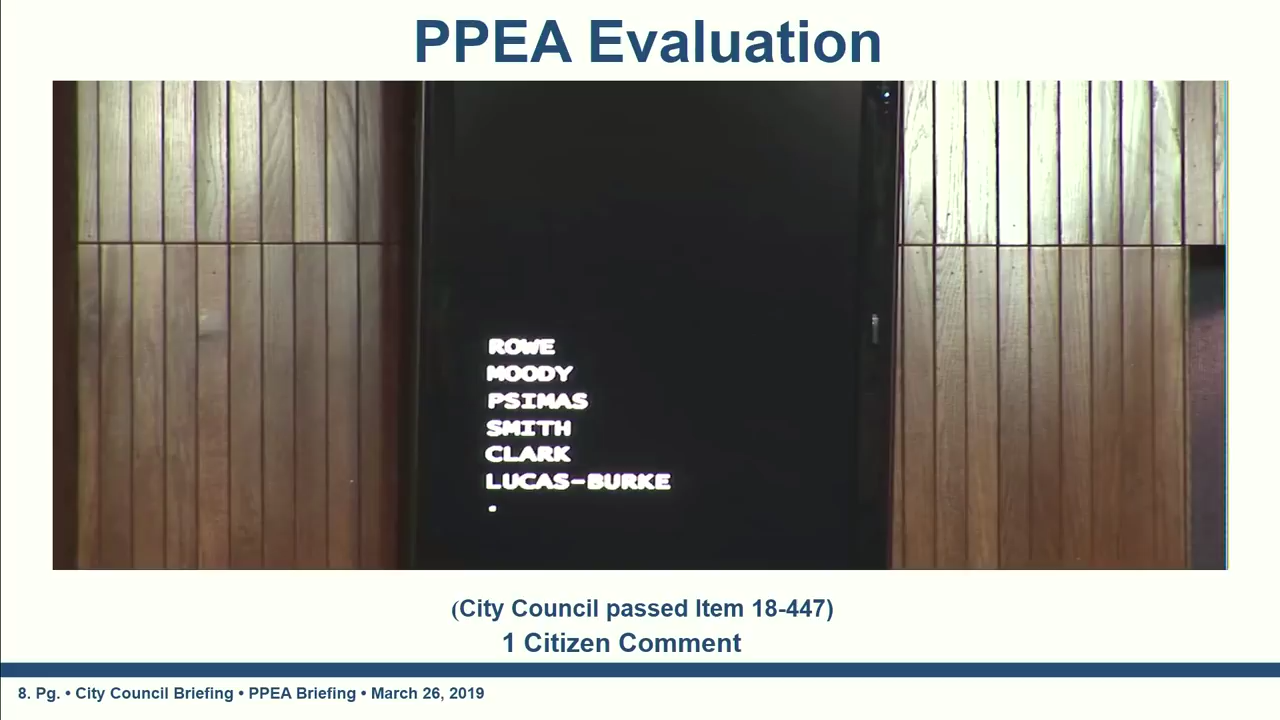 PPEA Evaluation
ROWE
MOODY
PSIMAS
SMITH
CLARK
LUCAS-BURKE
.
(City Council passed Item 18-447)
1 Citizen Comment
8. Pg. • City Council Briefing • PPEA Briefing • March 26, 2019